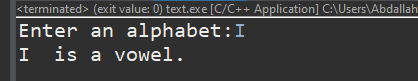 <terminated> (exit value: 0) text.exe [C/C++ Application] C:\Users\Abdallah
Enter an alphabet:I
I  is a vowel.